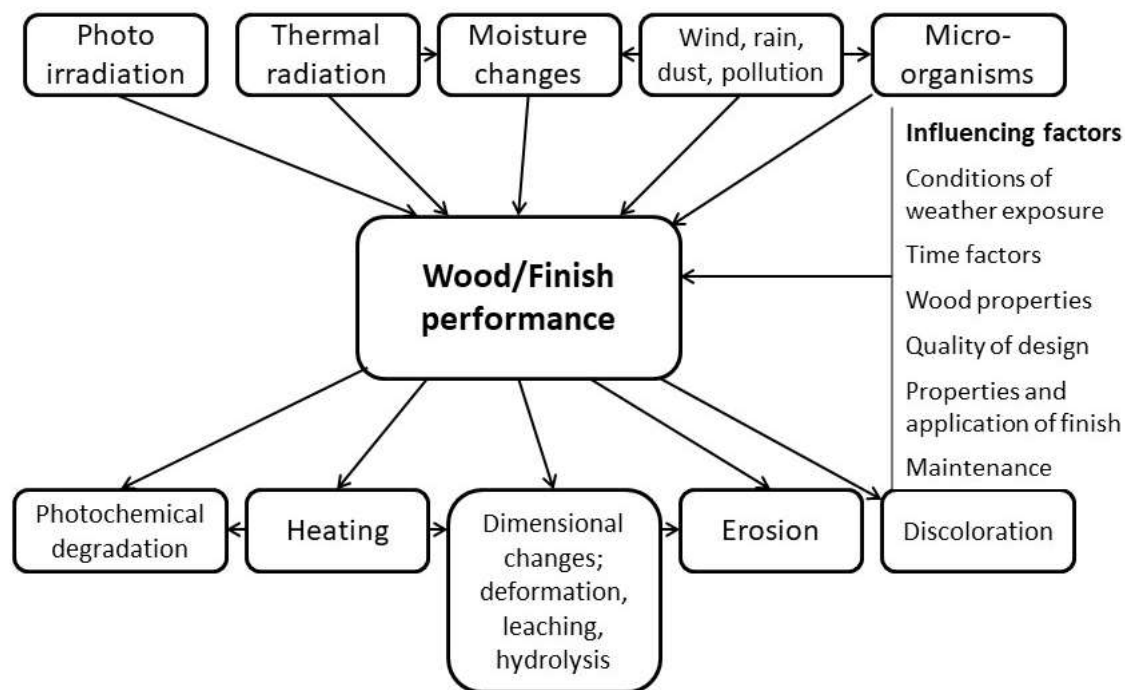 Photo
irradiation
Thermal
radiation
Moisture
changes
Wind, rain,
dust, pollution
Micro-
organisms
Influencing factors
Conditions of
weather exposure
Time factors
Wood properties
Quality of design
Properties and
application of finish
Maintenance
Wood/Finish
performance
Photochemical
degradation
Heating
Dimensional
changes;
deformation,
leaching,
hydrolysis
Erosion
Discoloration